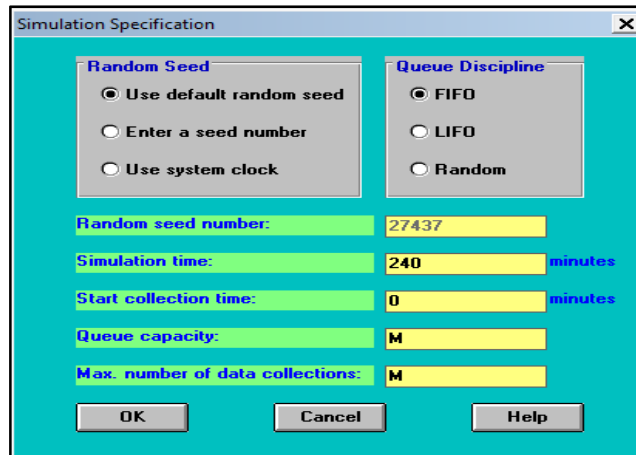 Simulation Specification
Random Seed
Use default random seed
Enter a seed number
Use system clock
Queue Discipline
FIFO
LIFO
Random
Random seed number: 27437
Simulation time: 240 minutes
Start collection time: 0 minutes
Queue capacity: M
Max. number of data collections: M
OK Cancel Help